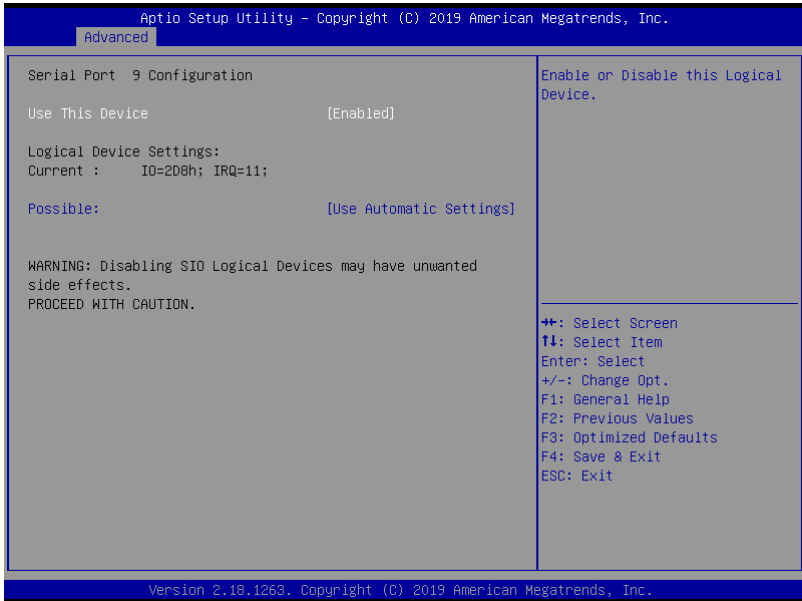 Aptio Setup Utility – Copyright (C) 2019 American Megatrends, Inc.
Advanced
Serial Port  9 Configuration
Use This Device [Enabled]
Logical Device Settings:
Current : IO=2D8h; IRQ=11;
Possible: [Use Automatic Settings]
WARNING: Disabling SIO Logical Devices may have unwanted
side effects.
PROCEED WITH CAUTION.
Enable or Disable this Logical
Device.
→←: Select Screen
↑↓: Select Item
Enter: Select
+/-: Change Opt.
F1: General Help
F2: Previous Values
F3: Optimized Defaults
F4: Save & Exit
ESC: Exit
Version 2.18.1263. Copyright (C) 2019 American Megatrends, Inc.